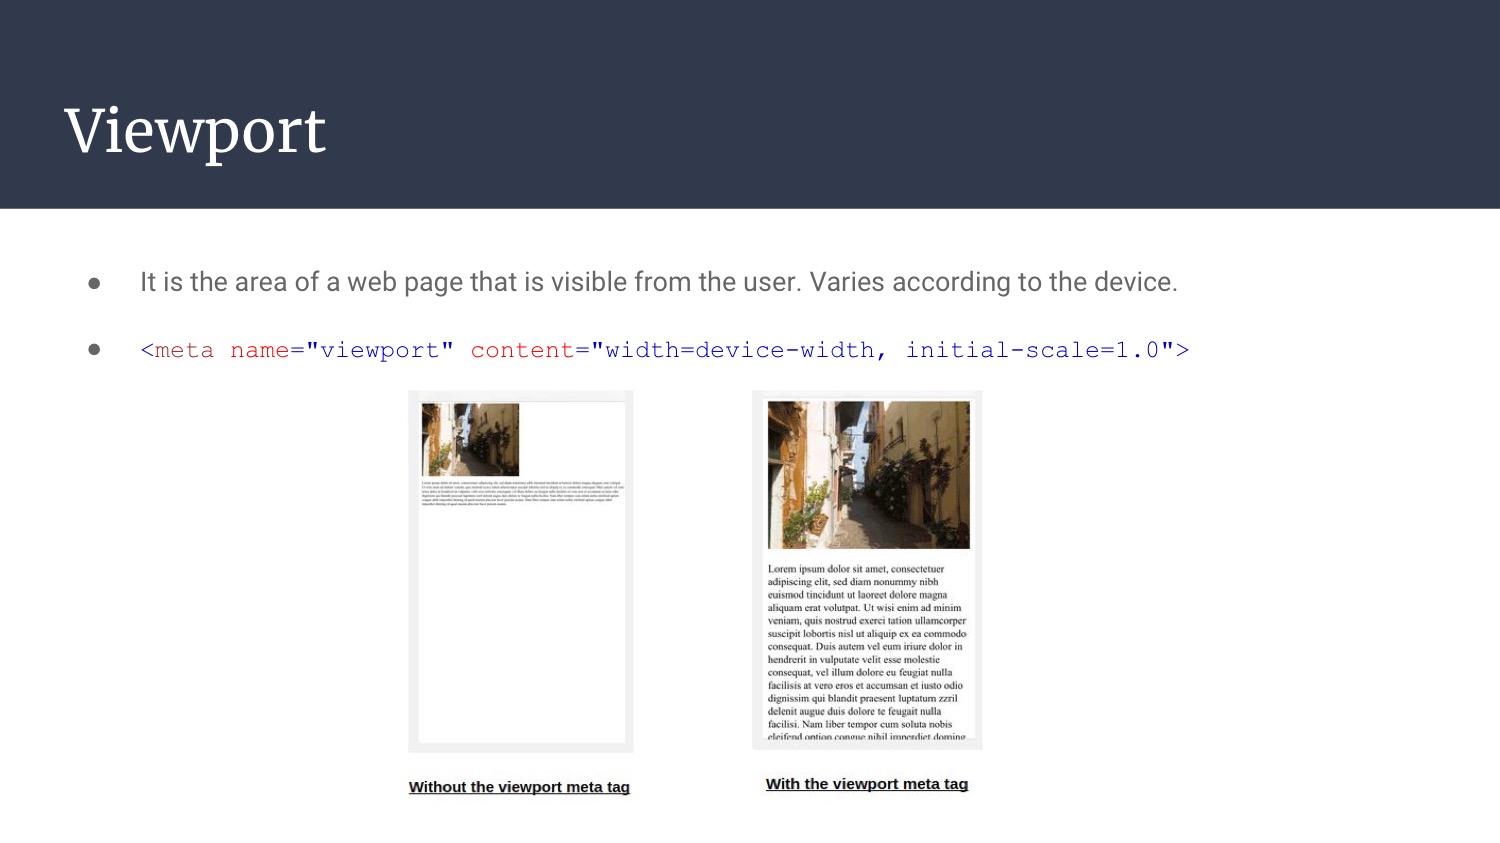 Viewport
● It is the area of a web page that is visible from the user. Varies according to the device.
● <meta name="viewport" content="width=device-width, initial-scale=1.0">
Lorem ipsum dolor sit amet, consectetuer
adipiscing elit, sed diam nonummy nibh
euismod tincidunt ut laoreet dolore magna
aliquam erat volutpat. Ut wisi enim ad minim
veniam, quis nostrud exerci tation ullamcorper
suscipit lobortis nisl ut aliquip ex ea commodo
consequat. Duis autem vel eum iriure dolor in
hendrerit in vulputate velit esse molestie
consequat, vel illum dolore eu feugiat nulla
facilisis at vero eros et accumsan et iusto odio
dignissim qui blandit praesent luptatum zzril
delenit augue duis dolore te feugait nulla
facilisi. Nam liber tempor cum soluta nobis
eleifend option congue nihil imperdiet doming
Without the viewport meta tag
With the viewport meta tag